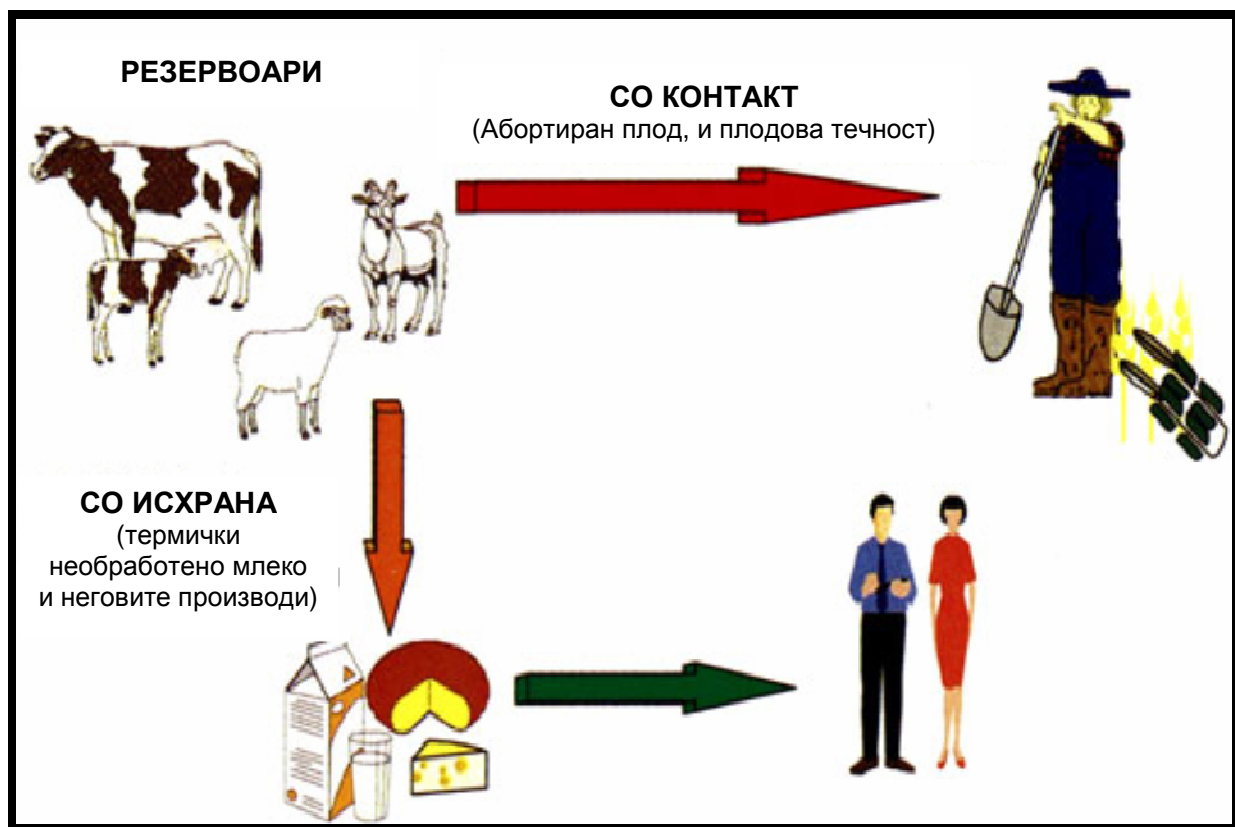 РЕЗЕРВОАРИ
СО КОНТАКТ
(Абортиран плод, и плодова течност)
СО ИСХРАНА
(термички
необработено млеко
и неговите производи)